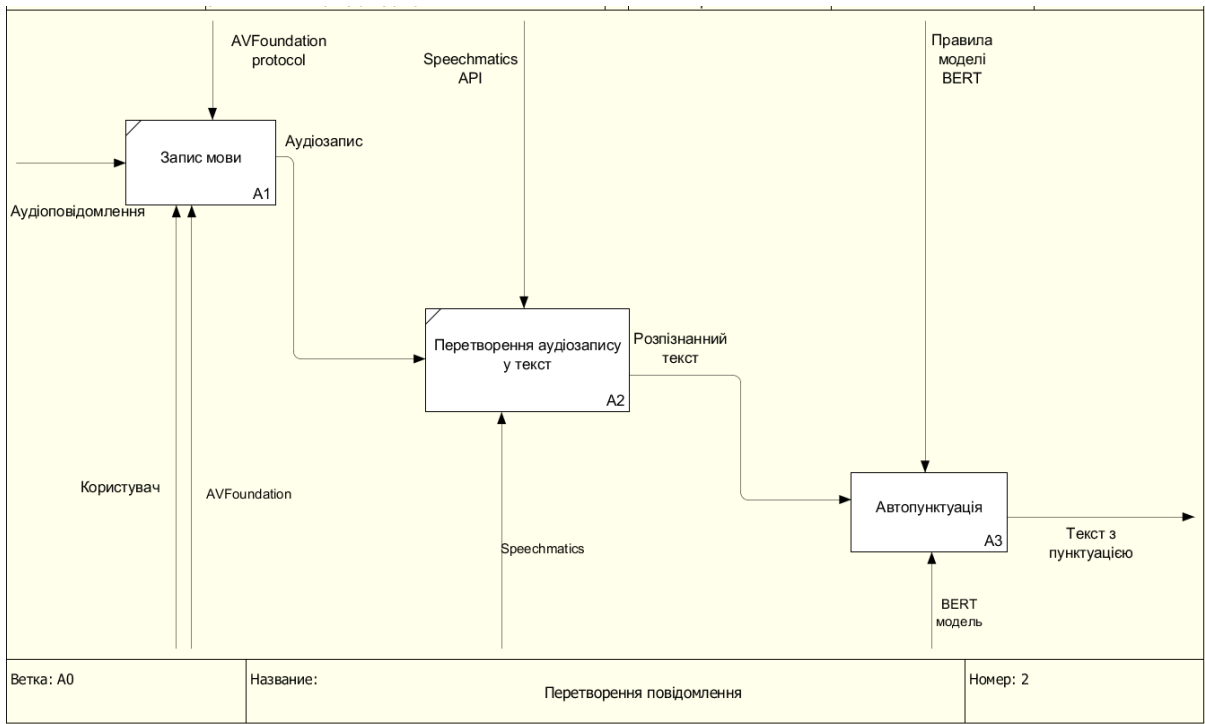 AVFoundation
protocol
Speechmatics
API
Правила
моделі
BERT
Запис мови
A1
Аудіозапис
Аудіоповідомлення
Перетворення аудіозапису
у текст
A2
Розпізнанний
текст
Користувач
AVFoundation
Speechmatics
Автопунктуація
A3
Текст з
пунктуацією
BERT
модель
Ветка: A0
Название:
Перетворення повідомлення
Номер: 2